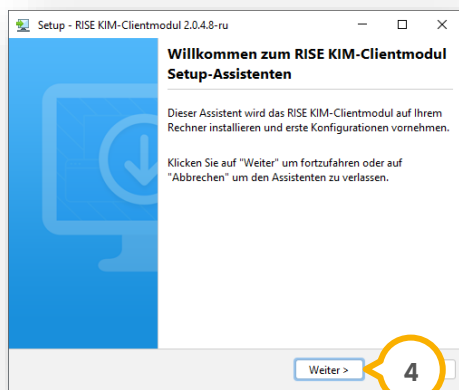 Setup - RISE KIM-Clientmodul 2.0.4.8-ru
Willkommen zum RISE KIM-Clientmodul
Setup-Assistenten
Dieser Assistent wird das RISE KIM-Clientmodul auf Ihrem
Rechner installieren und erste Konfigurationen vornehmen.
Klicken Sie auf "Weiter" um fortzufahren oder auf
"Abbrechen" um den Assistenten zu verlassen.
Weiter >
4